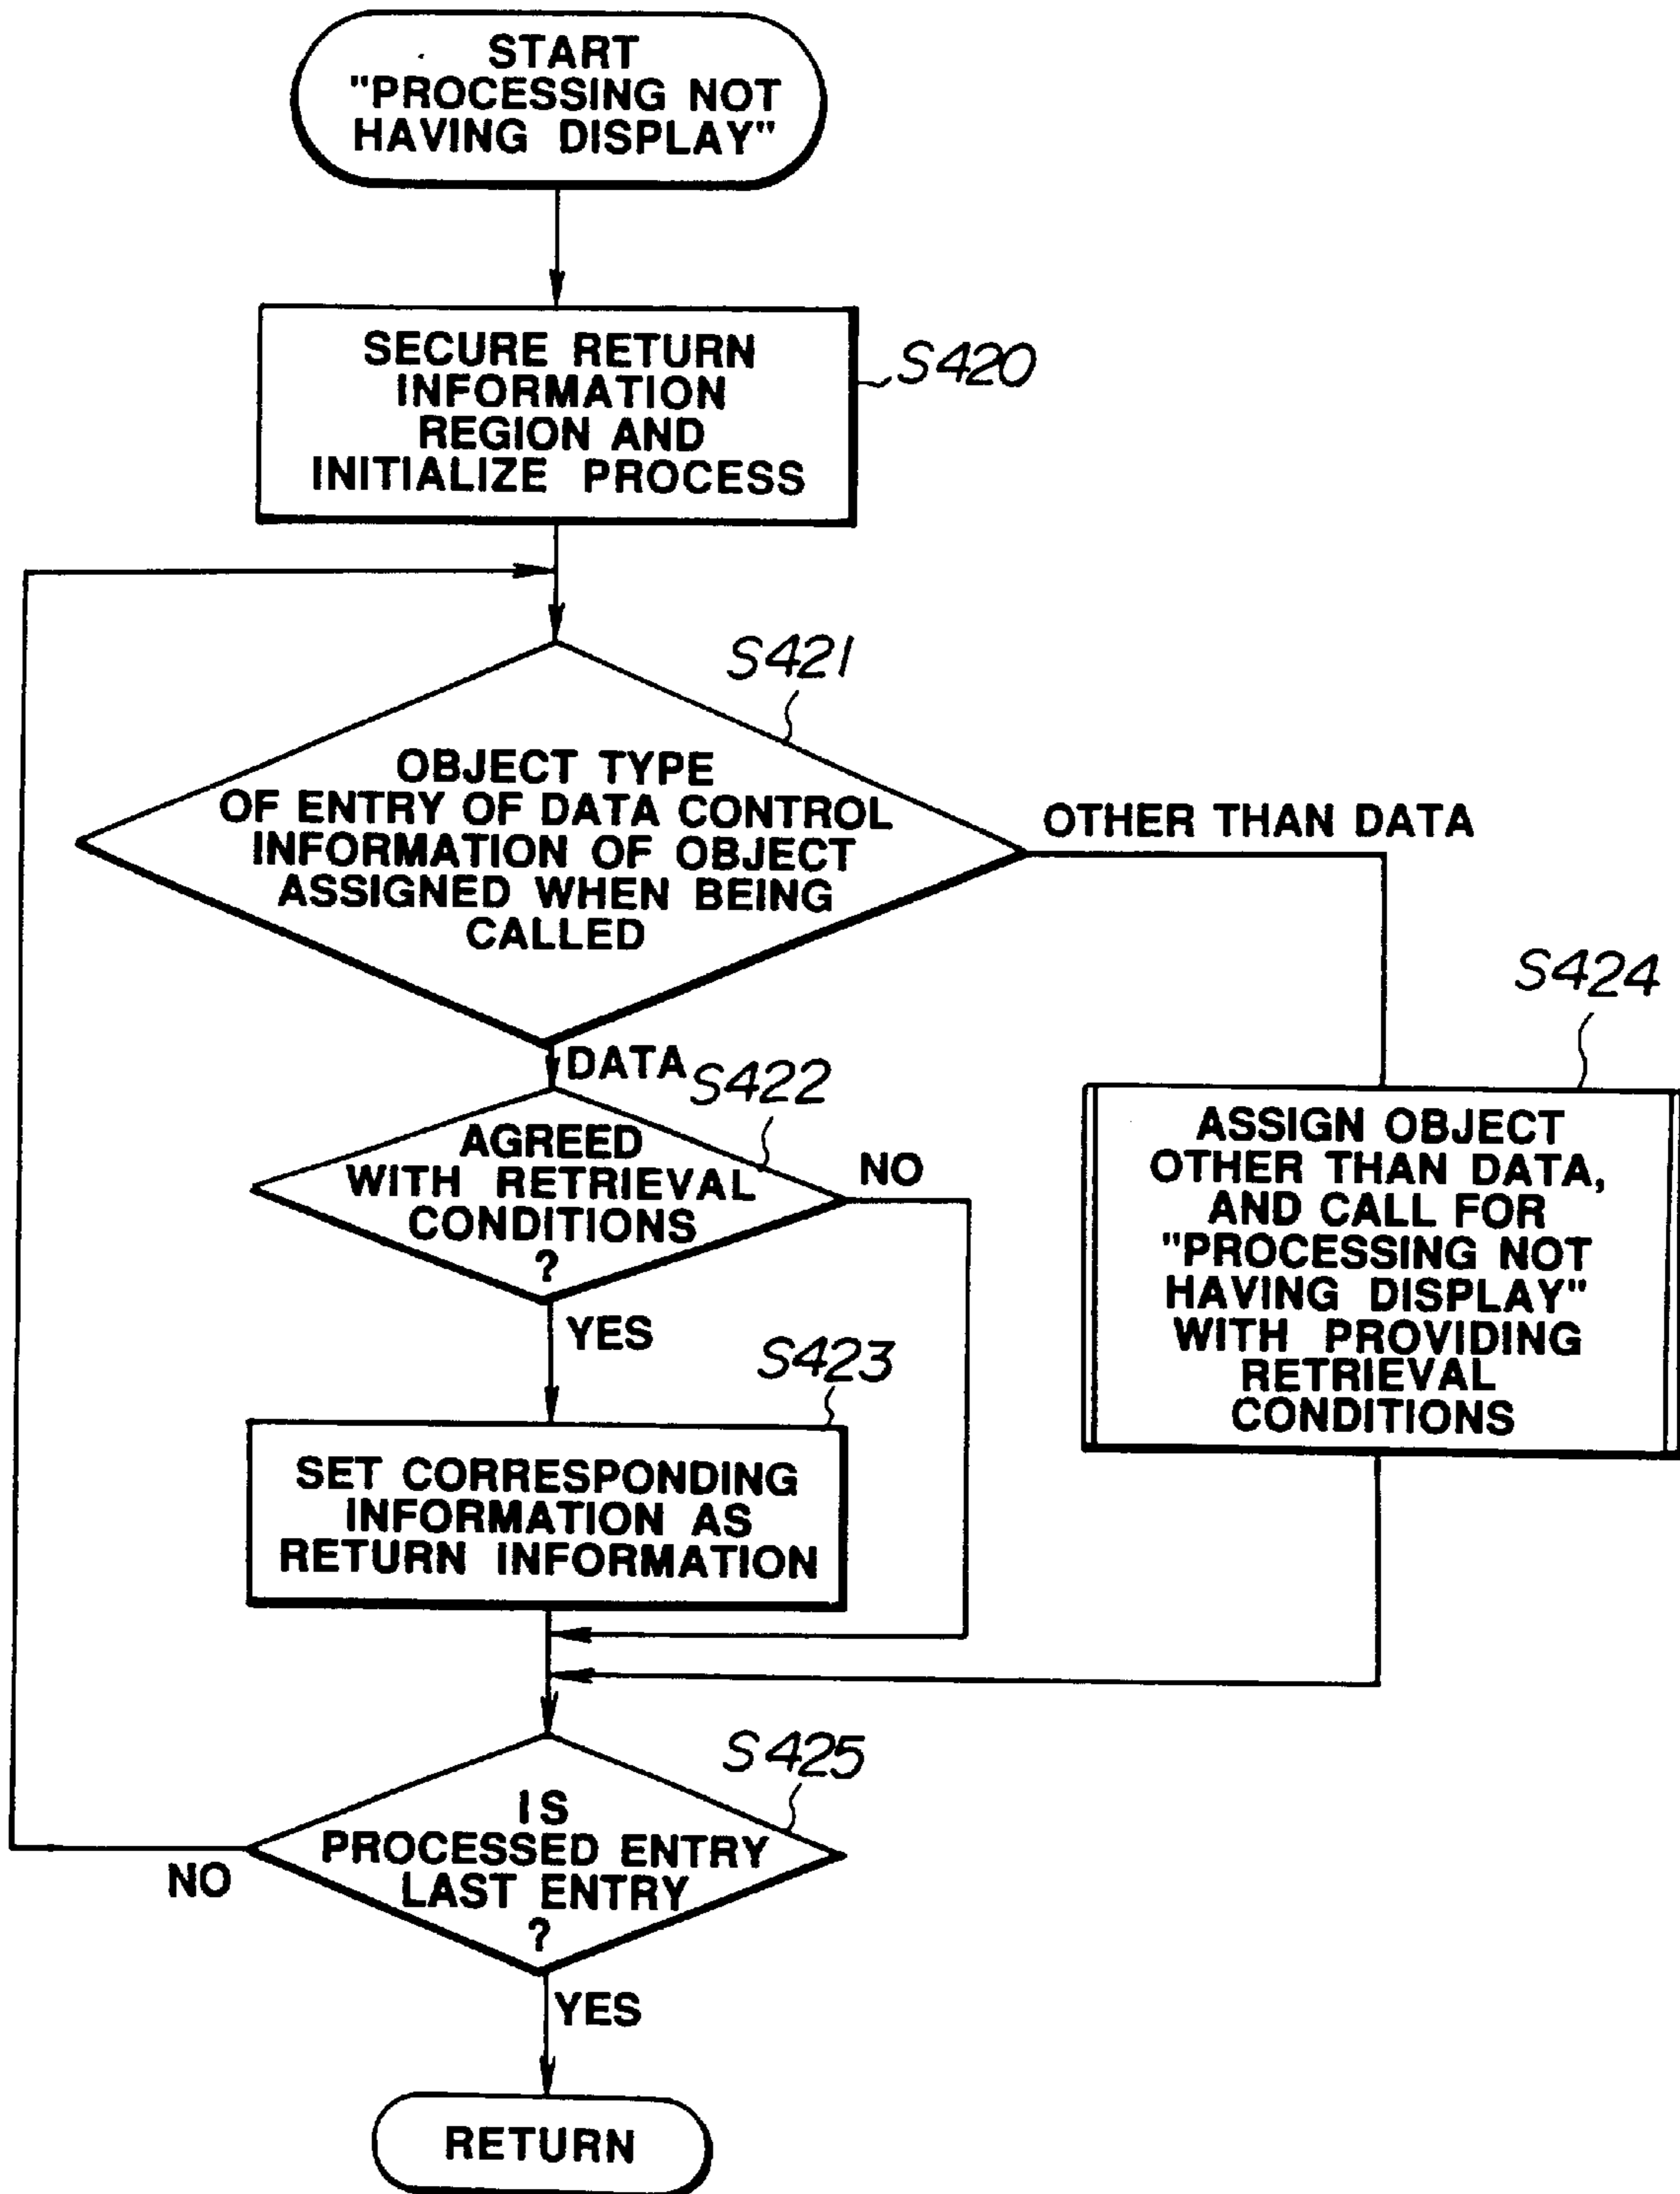 START
"PROCESSING NOT
HAVING DISPLAY"
SECURE RETURN
INFORMATION
REGION AND
INITIALIZE PROCESS
S420
S421
OBJECT TYPE
OF ENTRY OF DATA CONTROL
INFORMATION OF OBJECT
ASSIGNED WHEN BEING
CALLED
OTHER THAN DATA
DATA
S422
AGREED
WITH RETRIEVAL
CONDITIONS
?
NO
YES
S424
ASSIGN OBJECT
OTHER THAN DATA,
AND CALL FOR
"PROCESSING NOT
HAVING DISPLAY"
WITH PROVIDING
RETRIEVAL
CONDITIONS
S423
SET CORRESPONDING
INFORMATION AS
RETURN INFORMATION
S425
IS
PROCESSED ENTRY
LAST ENTRY
?
NO
YES
RETURN